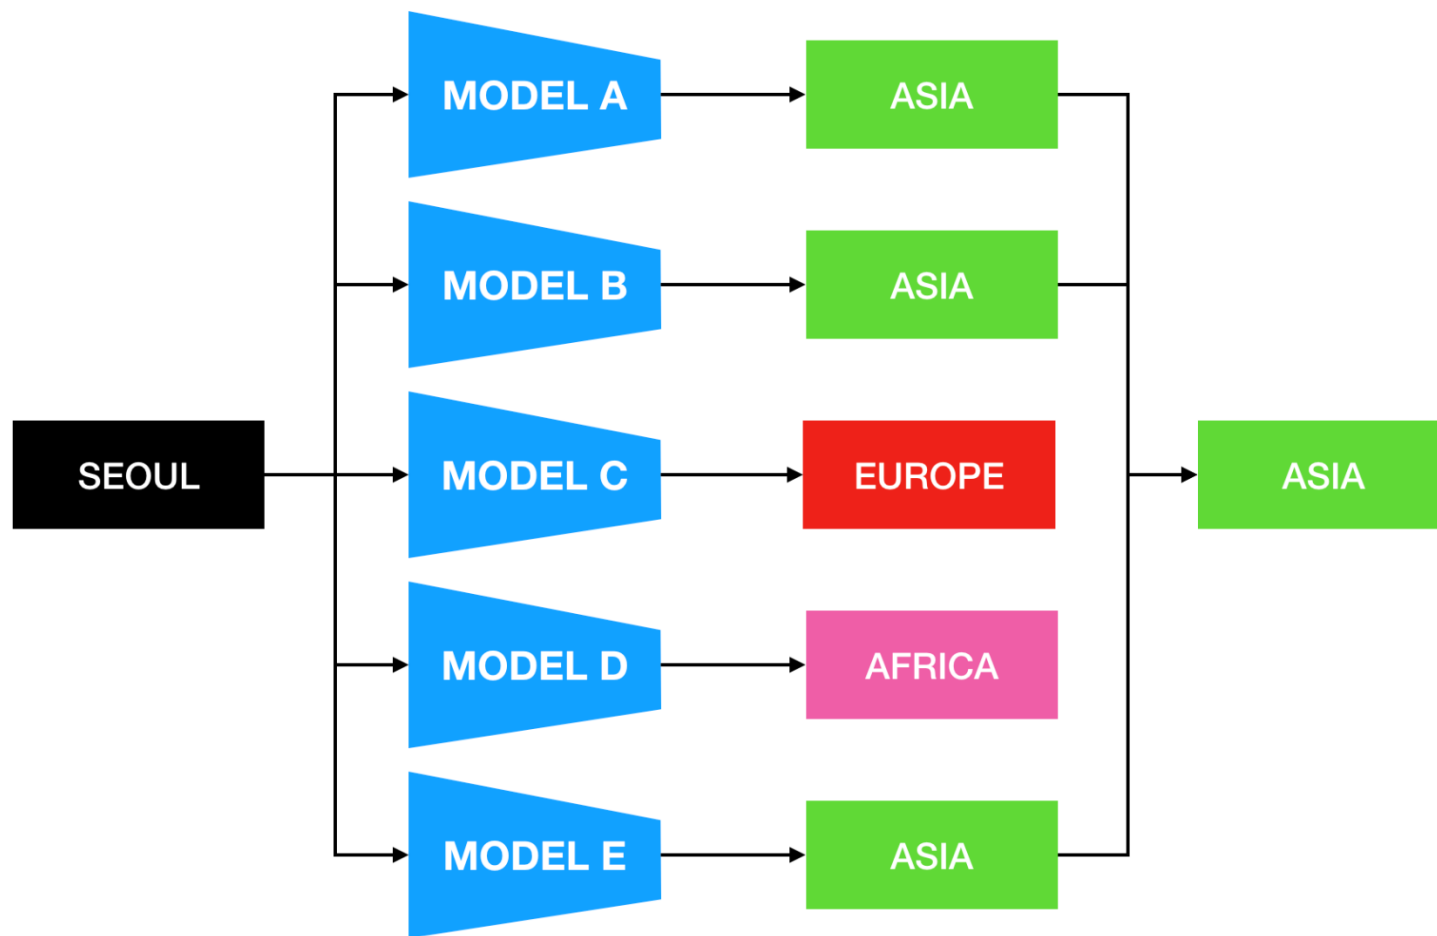 MODEL A
ASIA
MODEL B
ASIA
SEOUL
MODEL C
EUROPE
ASIA
MODEL D
AFRICA
MODEL E
ASIA